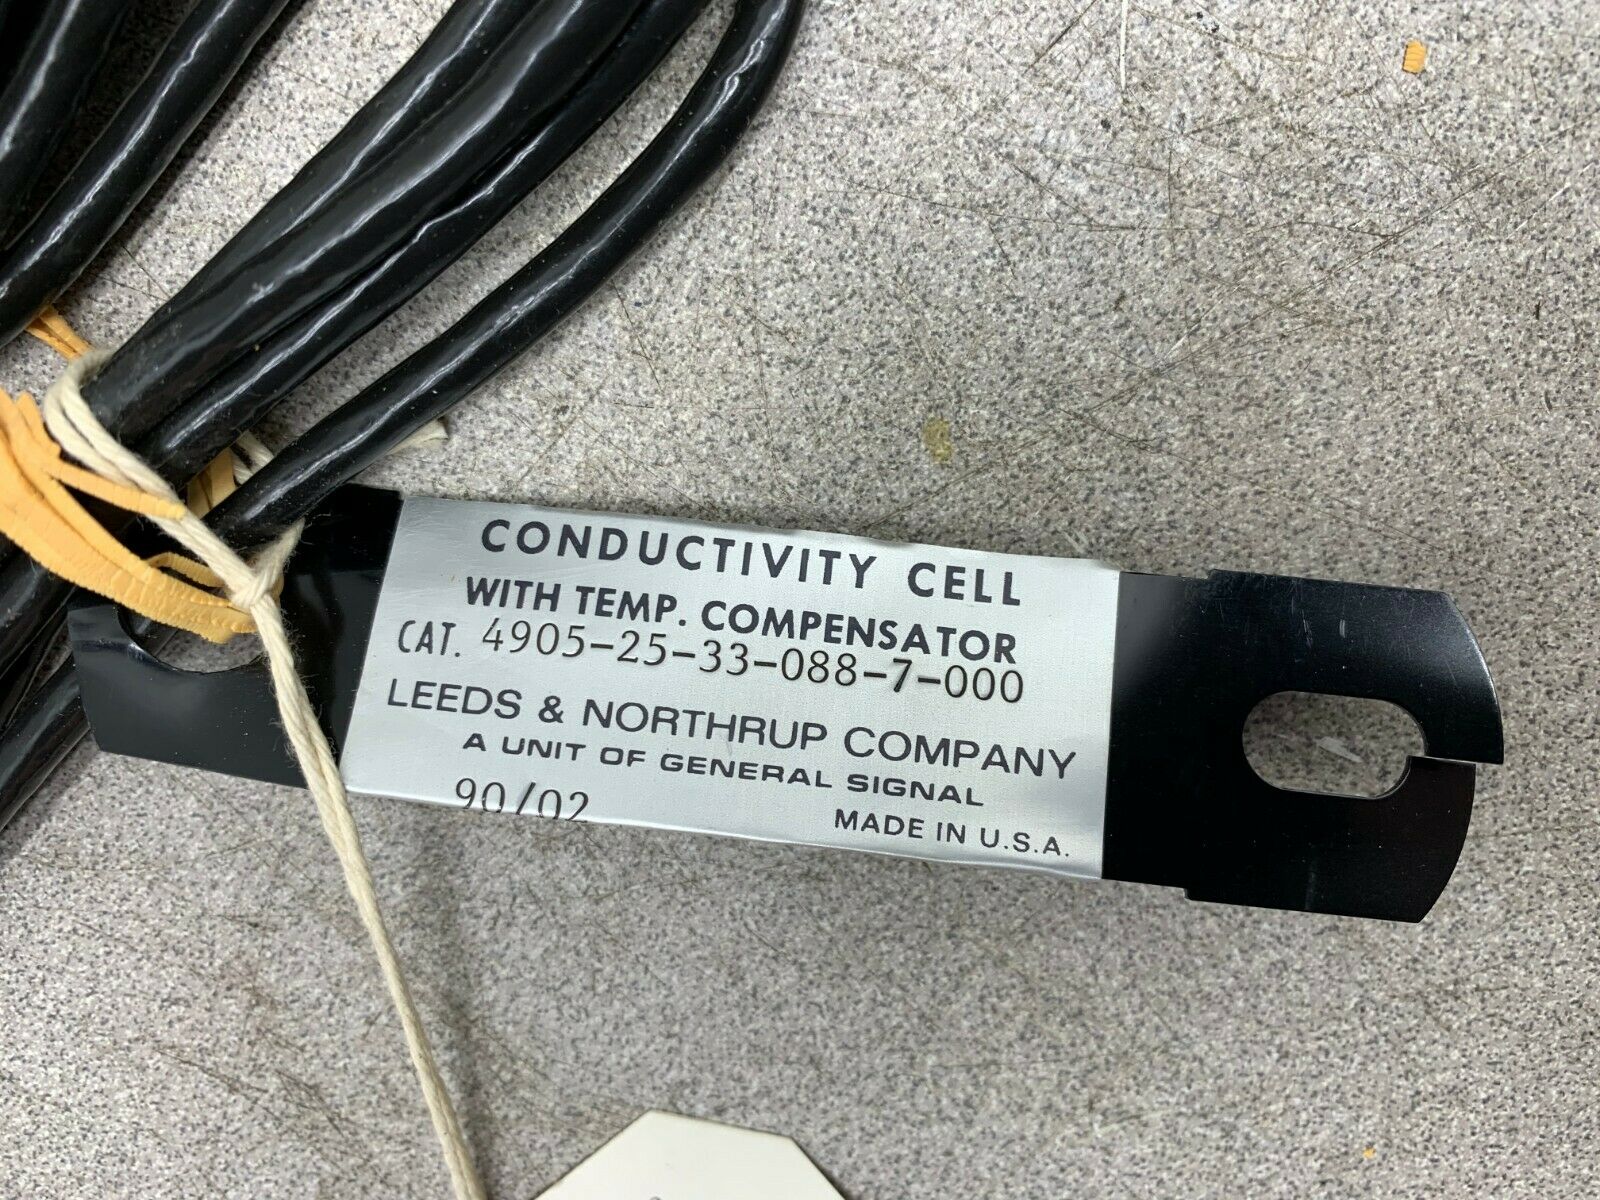 CONDUCTIVITY CELL
WITH TEMP. COMPENSATOR
CAT. 4905-25-33-088-7-000
LEEDS & NORTHRUP COMPANY
A UNIT OF GENERAL SIGNAL
90/02 MADE IN U.S.A.